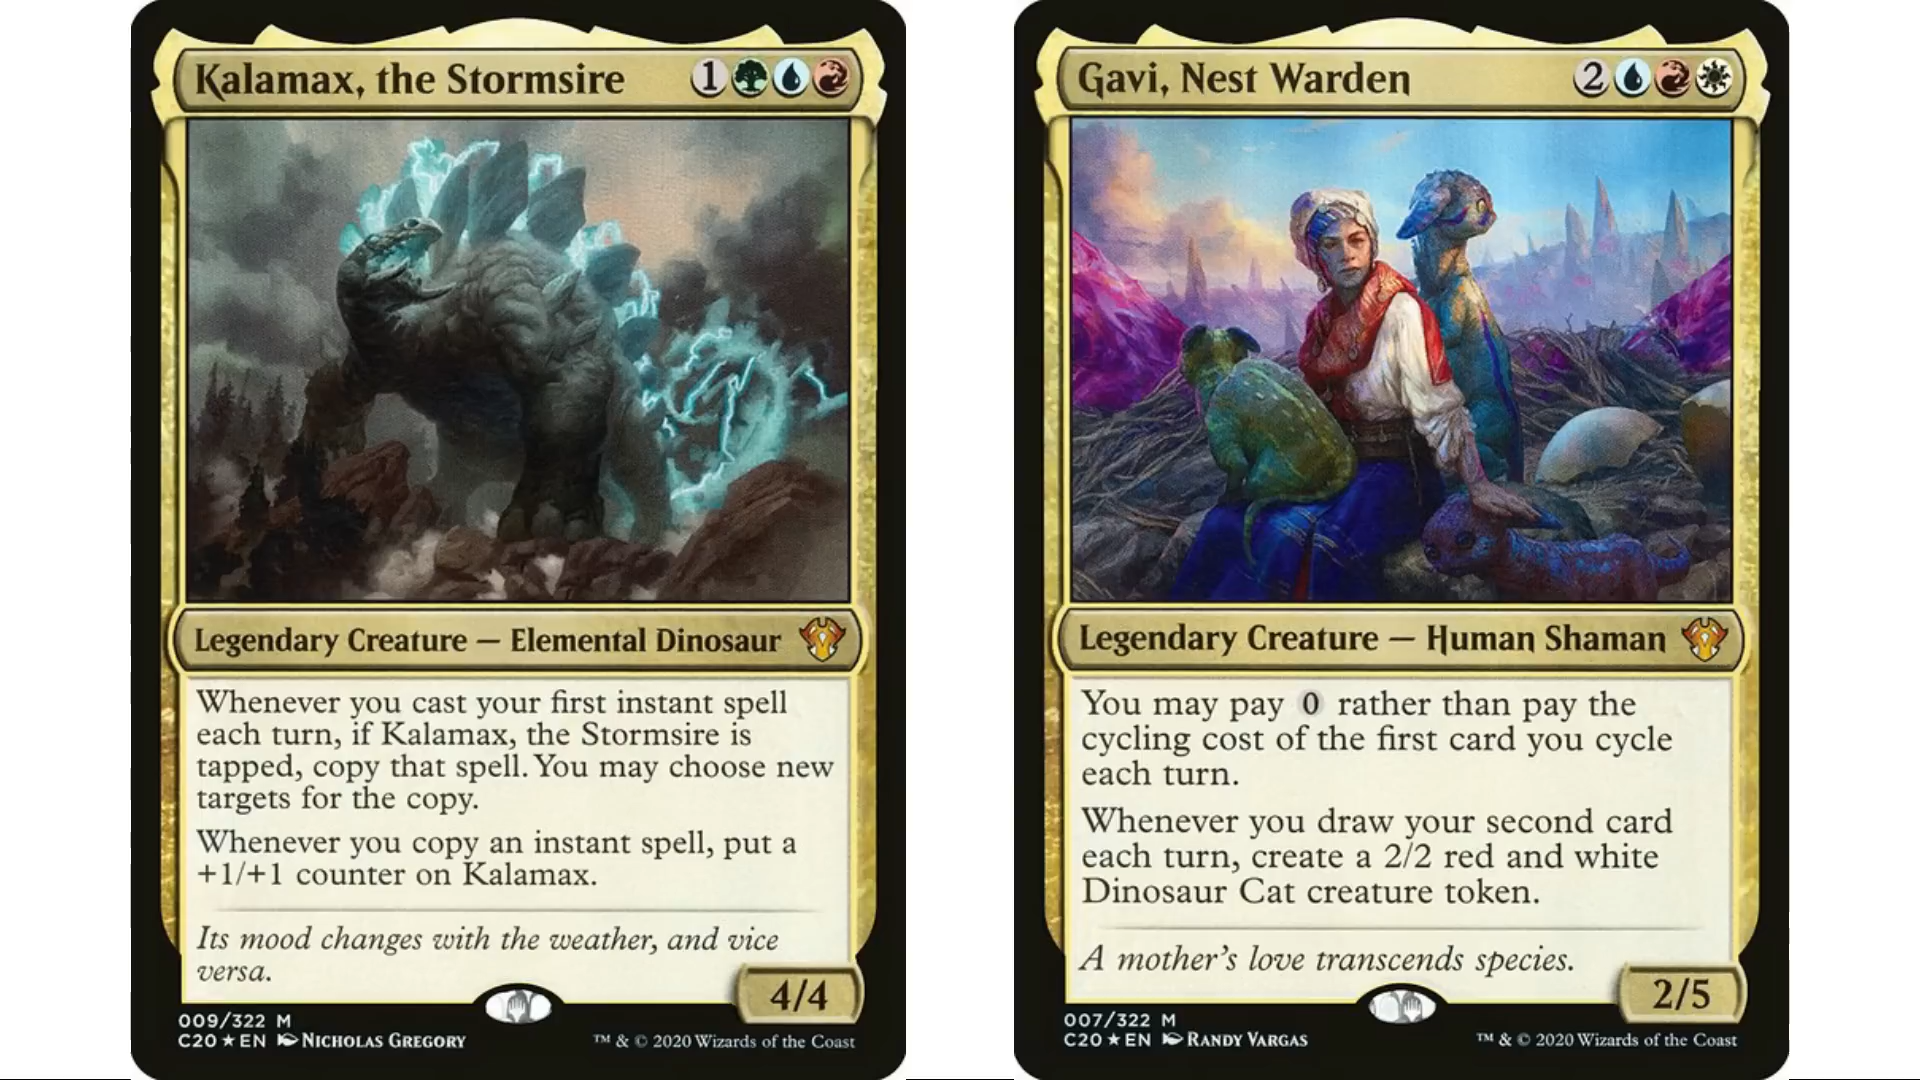 Kalamax, the Stormsire 1
Legendary Creature — Elemental Dinosaur
Whenever you cast your first instant spell
each turn, if Kalamax, the Stormsire is
tapped, copy that spell. You may choose new
targets for the copy.
Whenever you copy an instant spell, put a
+1/+1 counter on Kalamax.
Its mood changes with the weather, and vice
versa.
4/4
009/322 M
C20★EN Nicholas Gregory
™ & © 2020 Wizards of the Coast
Gavi, Nest Warden 2
Legendary Creature — Human Shaman
You may pay 0 rather than pay the
cycling cost of the first card you cycle
each turn.
Whenever you draw your second card
each turn, create a 2/2 red and white
Dinosaur Cat creature token.
A mother's love transcends species.
2/5
007/322 M
C20★EN Randy Vargas
™ & © 2020 Wizards of the Coast